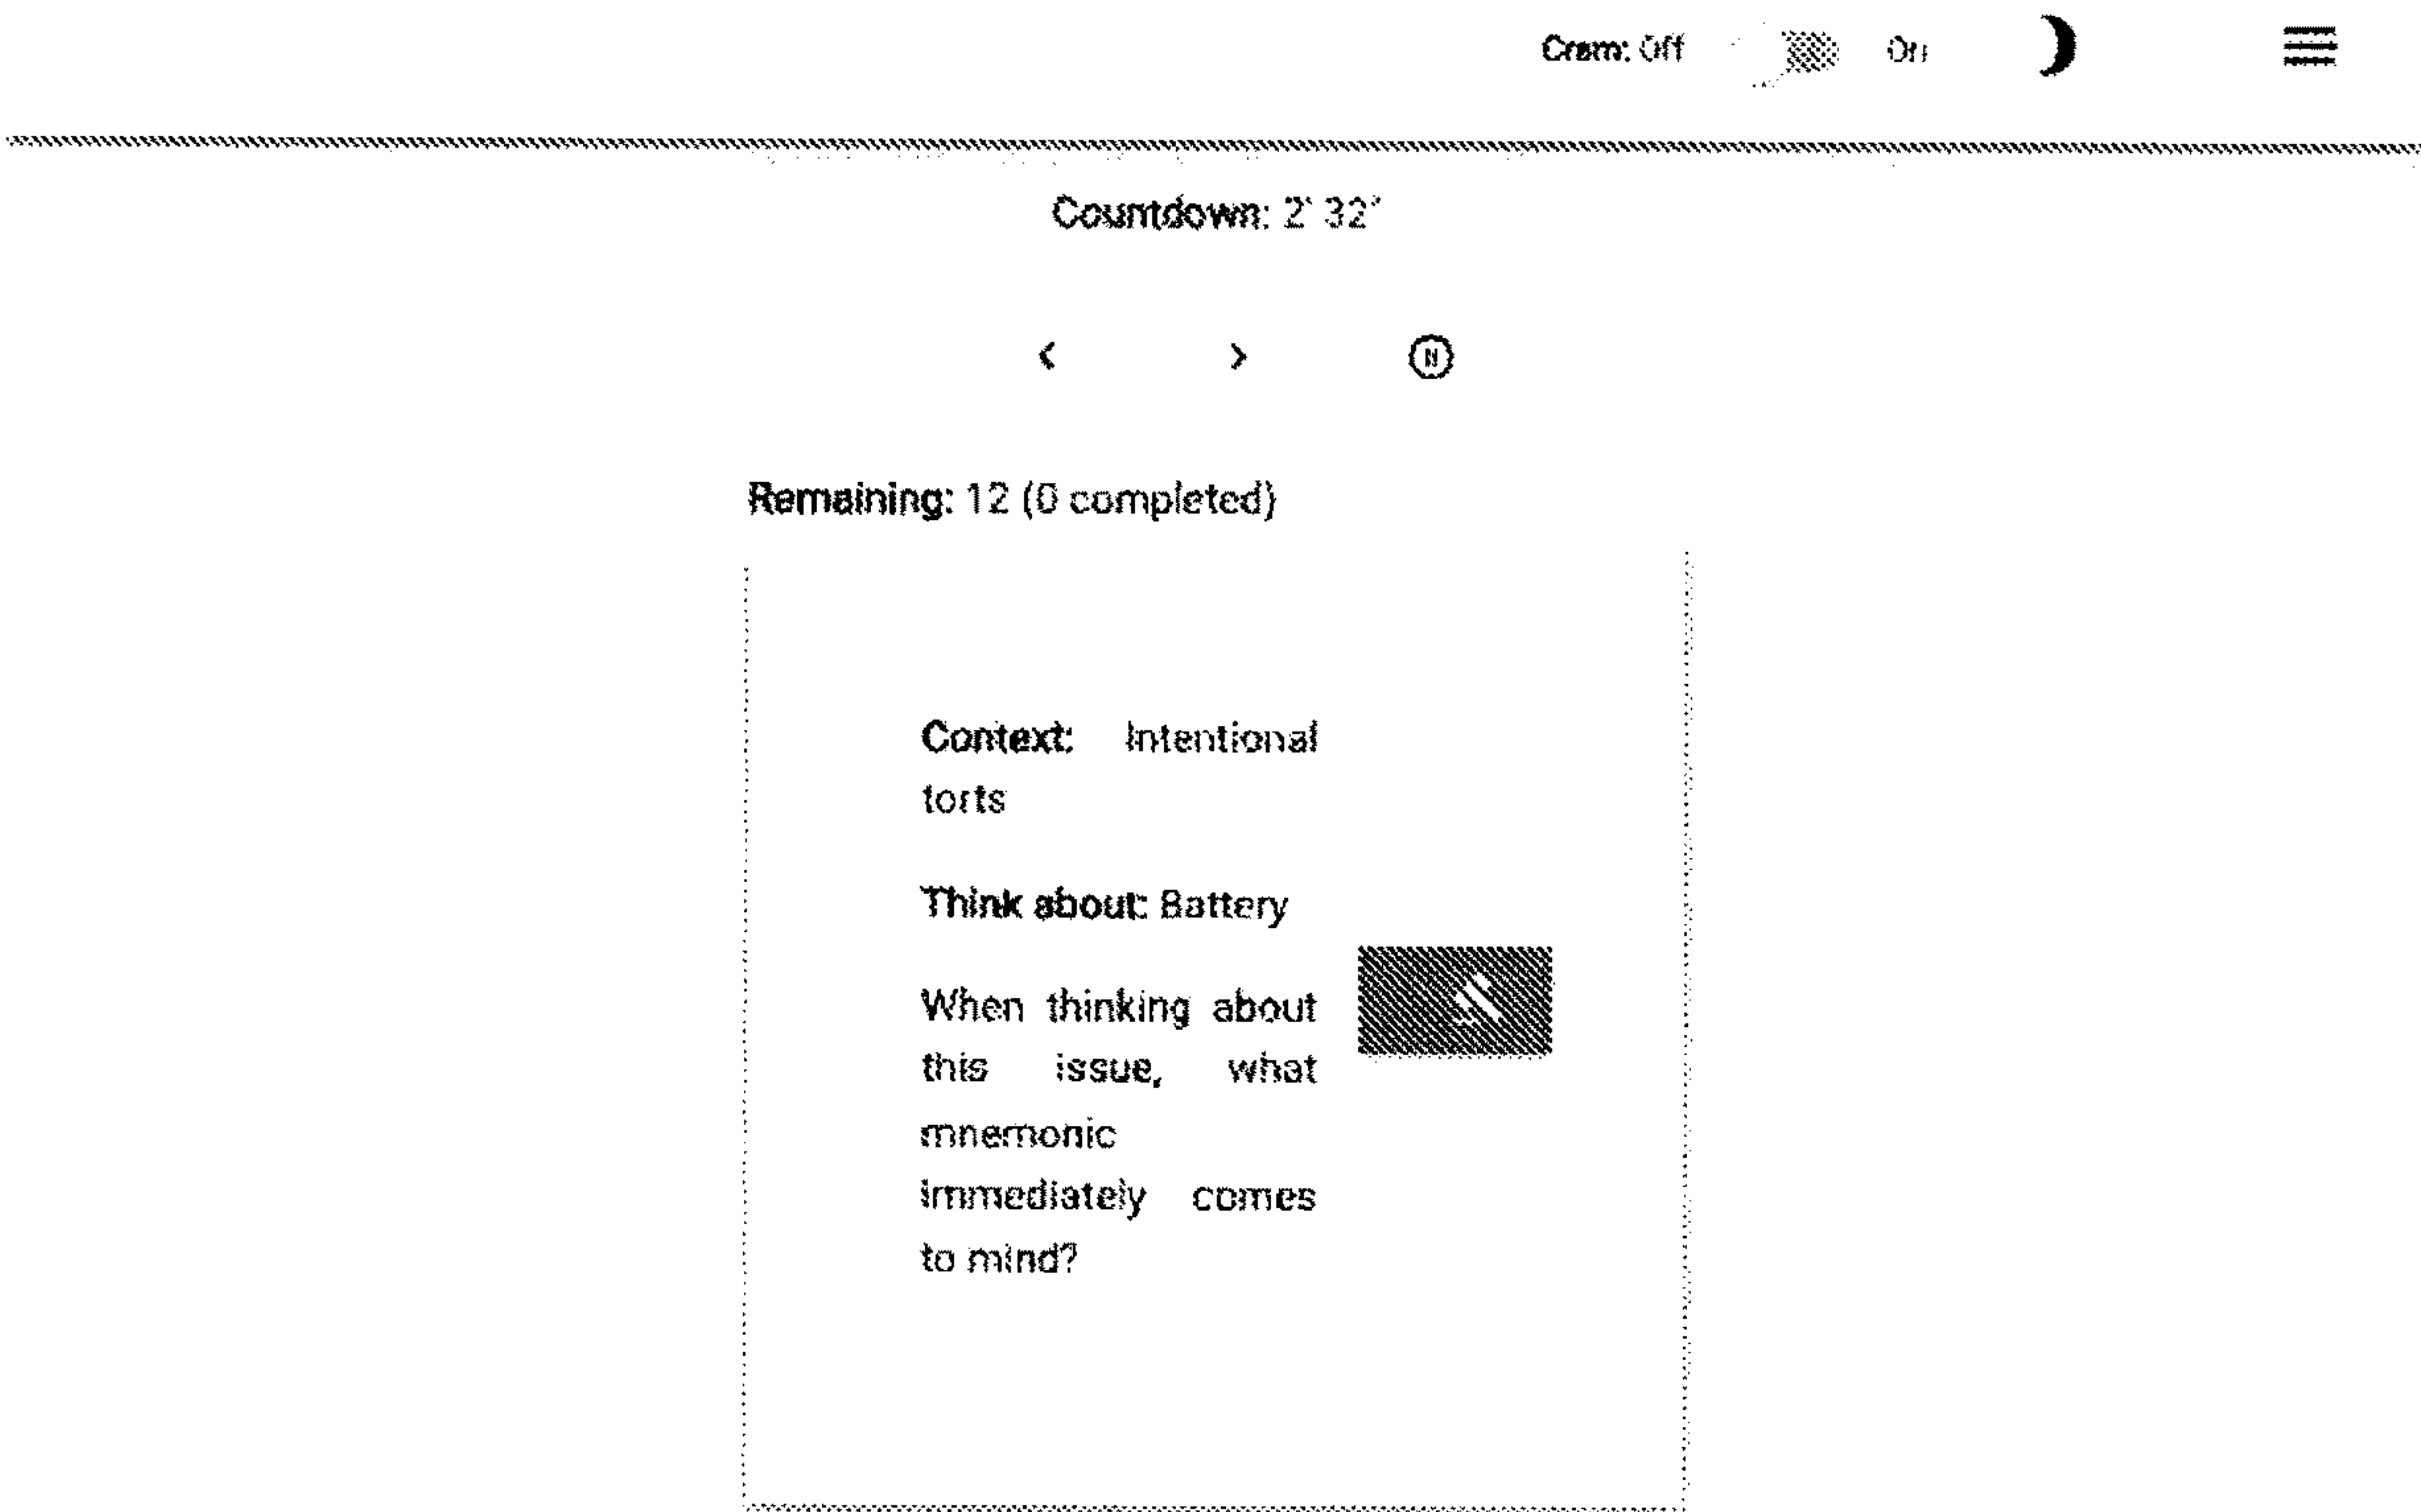 Cram: Off On
Countdown: 2' 32"
< > N
Remaining: 12 (0 completed)
Context: Intentional
torts
Think about: Battery
When thinking about
this issue, what
mnemonic
immediately comes
to mind?